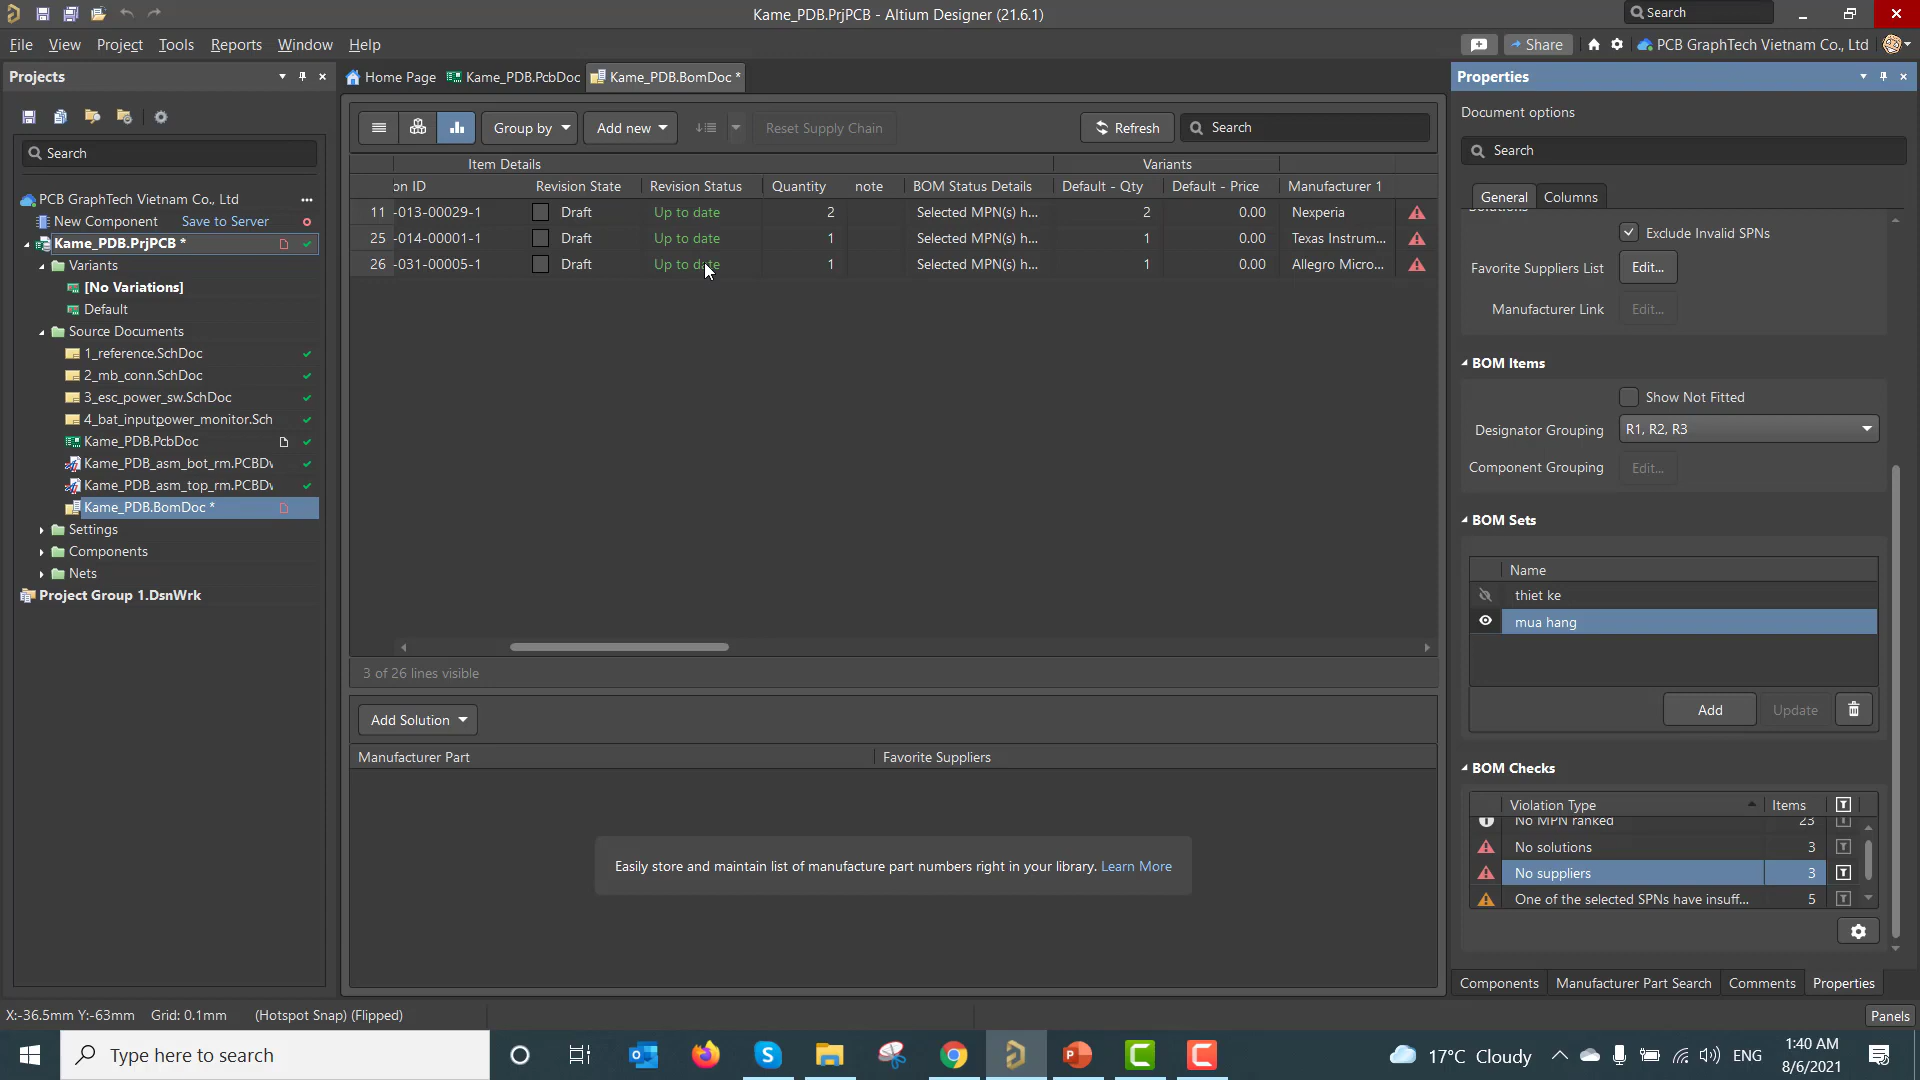 Kame_PDB.PrjPCB - Altium Designer (21.6.1)
Search
File View Project Tools Reports Window Help
Share
PCB GraphTech Vietnam Co., Ltd
Projects
Home Page
Kame_PDB.PcbDoc
Kame_PDB.BomDoc *
Properties
Document options
Search
PCB GraphTech Vietnam Co., Ltd
New Component Save to Server
Kame_PDB.PrjPCB *
Variants
[No Variations]
Default
Source Documents
1_reference.SchDoc
2_mb_conn.SchDoc
3_esc_power_sw.SchDoc
4_bat_inputpower_monitor.Sch
Kame_PDB.PcbDoc
Kame_PDB_asm_bot_rm.PCBDw
Kame_PDB_asm_top_rm.PCBDw
Kame_PDB.BomDoc *
Settings
Components
Nets
Project Group 1.DsnWrk
Group by
Add new
Reset Supply Chain
Refresh
Search
Item Details Variants
on ID Revision State Revision Status Quantity note BOM Status Details Default - Qty Default - Price Manufacturer 1
11 -013-00029-1 Draft Up to date 2 Selected MPN(s) h... 2 0.00 Nexperia
25 -014-00001-1 Draft Up to date 1 Selected MPN(s) h... 1 0.00 Texas Instrum...
26 -031-00005-1 Draft Up to date 1 Selected MPN(s) h... 1 0.00 Allegro Micro...
3 of 26 lines visible
Add Solution
Manufacturer Part Favorite Suppliers
Easily store and maintain list of manufacture part numbers right in your library. Learn More
Search
General Columns
Solutions
Exclude Invalid SPNs
Favorite Suppliers List Edit...
Manufacturer Link Edit...
BOM Items
Show Not Fitted
Designator Grouping R1, R2, R3
Component Grouping Edit...
BOM Sets
Name
thiet ke
mua hang
Add Update
BOM Checks
Violation Type Items
No MPN ranked 23
No solutions 3
No suppliers 3
One of the selected SPNs have insuff... 5
Components Manufacturer Part Search Comments Properties
X:-36.5mm Y:-63mm Grid: 0.1mm (Hotspot Snap) (Flipped)
Panels
Type here to search
17°C Cloudy
ENG
1:40 AM
8/6/2021